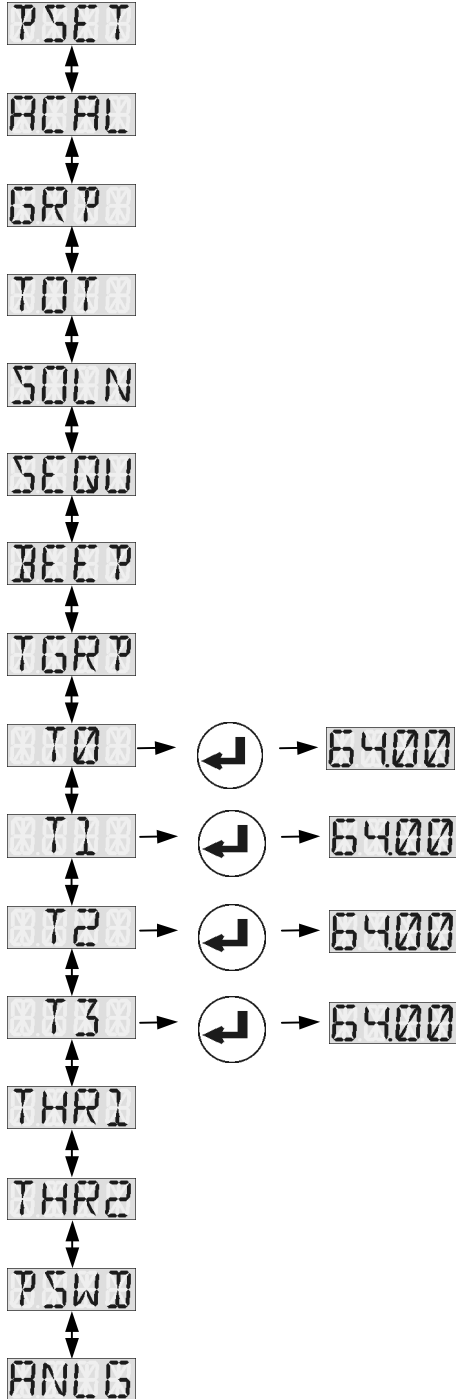 PSET
ACAL
GRP
TOT
SOLN
SEQU
BEEP
TGRP
T0 64.00
T1 64.00
T2 64.00
T3 64.00
THR1
THR2
PSWD
ANLG